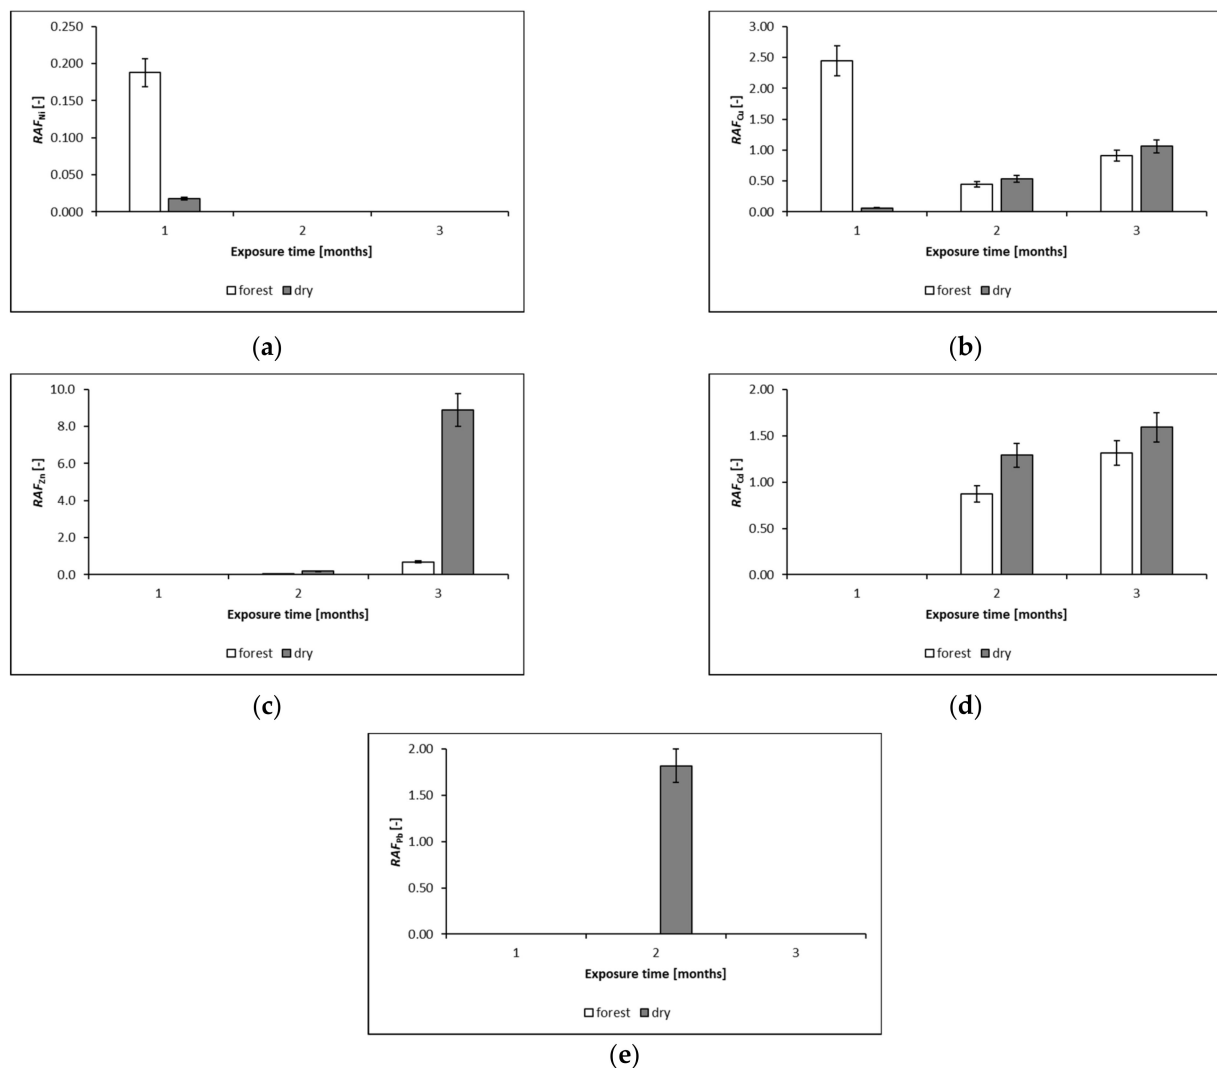 0.250
0.200
0.150
0.100
0.050
0.000
RAF_Ni [-]
1 2 3
Exposure time [months]
forest dry
(a)
3.00
2.50
2.00
1.50
1.00
0.50
0.00
RAF_Cu [-]
1 2 3
Exposure time [months]
forest dry
(b)
10.0
8.0
6.0
4.0
2.0
0.0
RAF_Zn [-]
1 2 3
Exposure time [months]
forest dry
(c)
2.00
1.50
1.00
0.50
0.00
RAF_Cd [-]
1 2 3
Exposure time [months]
forest dry
(d)
2.00
1.50
1.00
0.50
0.00
RAF_Pb [-]
1 2 3
Exposure time [months]
forest dry
(e)